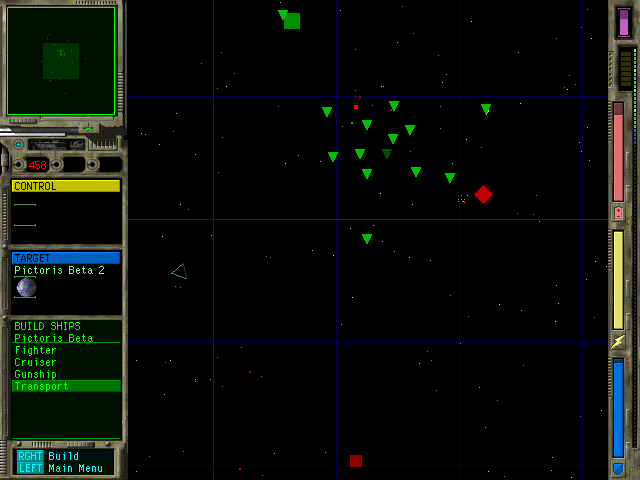 458
CONTROL
TARGET
Pictoris Beta 2
BUILD SHIPS
Pictoris Beta
Fighter
Cruiser
Gunship
Transport
RGHT Build
LEFT Main Menu